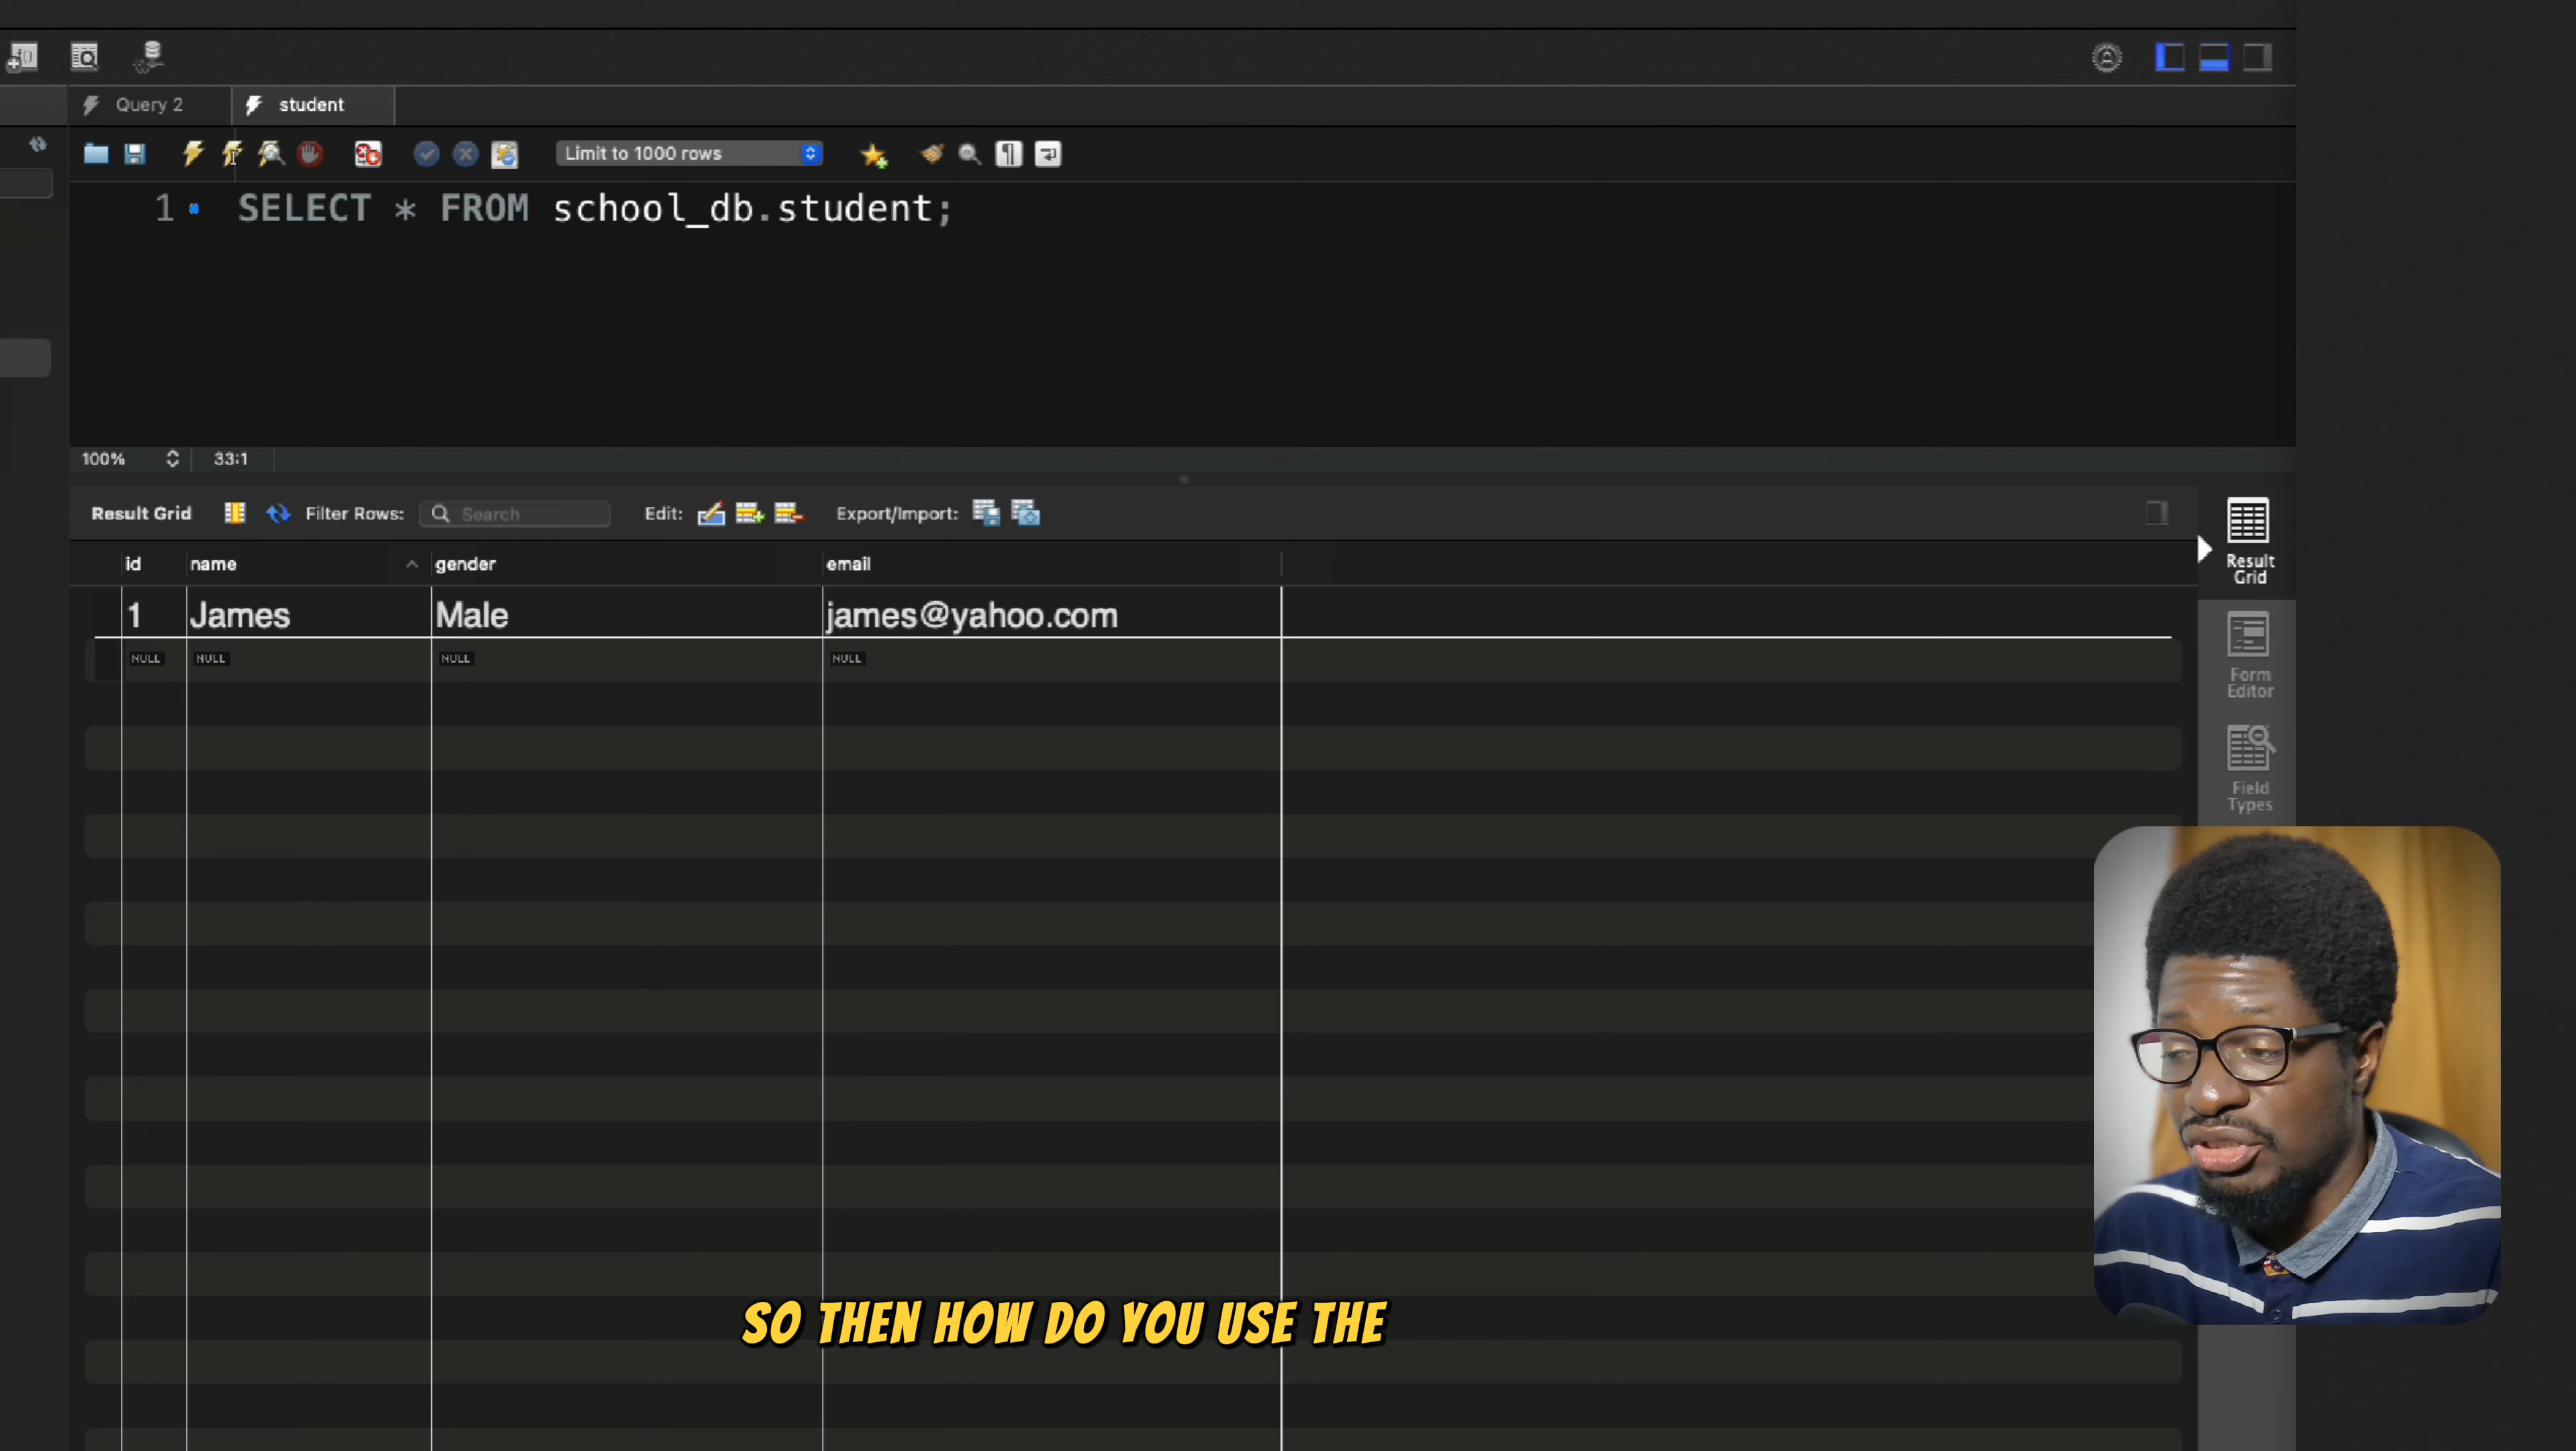 Query 2
student
Limit to 1000 rows
1 SELECT * FROM school_db.student;
100% 33:1
Result Grid Filter Rows: Search Edit: Export/Import:
id name gender email
1 James Male james@yahoo.com
NULL NULL NULL NULL
Result
Grid
Form
Editor
Field
Types
SO THEN HOW DO YOU USE THE